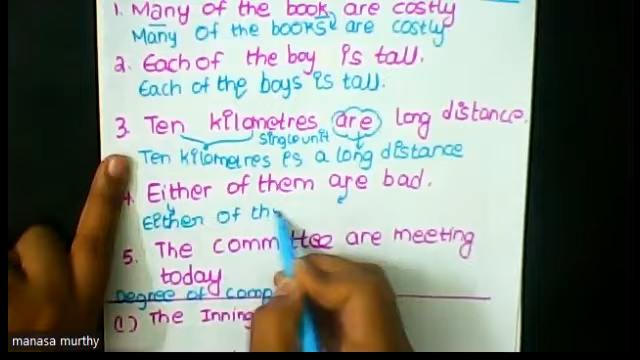 1. Many of the book are costly
Many of the books are costly
2. Each of the boy is tall.
Each of the boys is tall.
3. Ten kilometres are long distance.
single unit
Ten kilometres is a long distance
4. Either of them are bad.
Either of th
5. The committee are meeting
today
Degree of comp
(1) The Inning
manasa murthy